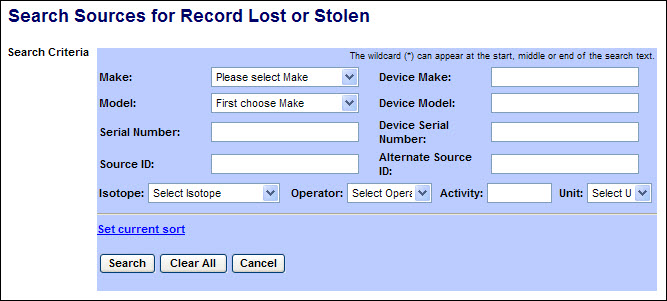 Search Sources for Record Lost or Stolen
Search Criteria
The wildcard (*) can appear at the start, middle or end of the search text.
Make: Please select Make Device Make:
Model: First choose Make Device Model:
Serial Number: Device Serial Number:
Source ID: Alternate Source ID:
Isotope: Select Isotope Operator: Select Opera Activity: Unit: Select U
Set current sort
Search Clear All Cancel